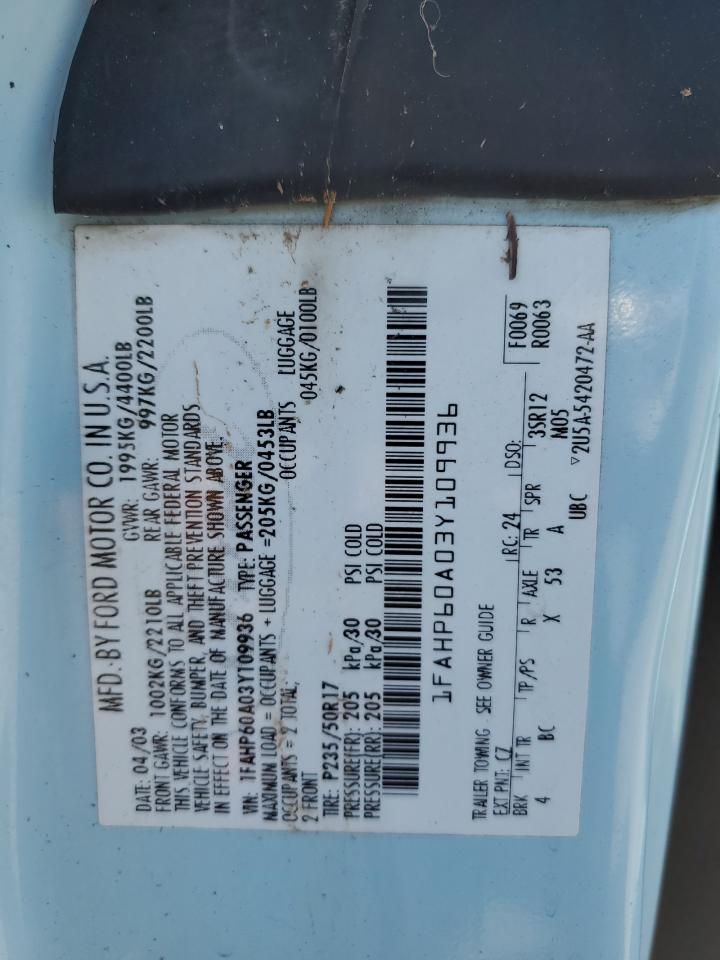 MFD. BY FORD MOTOR CO. IN U.S.A.
DATE: 04/03 GVWR: 1995KG/4400LB
FRONT GAWR: 1002KG/2210LB REAR GAWR: 997KG/2200LB
THIS VEHICLE CONFORMS TO ALL APPLICABLE FEDERAL MOTOR
VEHICLE SAFETY, BUMPER, AND THEFT PREVENTION STANDARDS
IN EFFECT ON THE DATE OF MANUFACTURE SHOWN ABOVE.
VIN: 1FAHP60A03Y109936 TYPE: PASSENGER
MAXIMUM LOAD = OCCUPANTS + LUGGAGE =205KG/0453LB
OCCUPANTS = 2 TOTAL, OCCUPANTS LUGGAGE
2 FRONT 045KG/0100LB
TIRE: P235/50R17
PRESSURE(FR): 205 kPa/30 PSI COLD
PRESSURE(RR): 205 kPa/30 PSI COLD
1FAHP60A03Y109936
TRAILER TOWING - SEE OWNER GUIDE
EXT PNT: CZ RC: 24 DSO: F0069
BRK INT TR TP/PS R AXLE TR SPR 3SR12 R0063
4 BC X 53 A M05
UBC ▽2U5A-5420472-AA